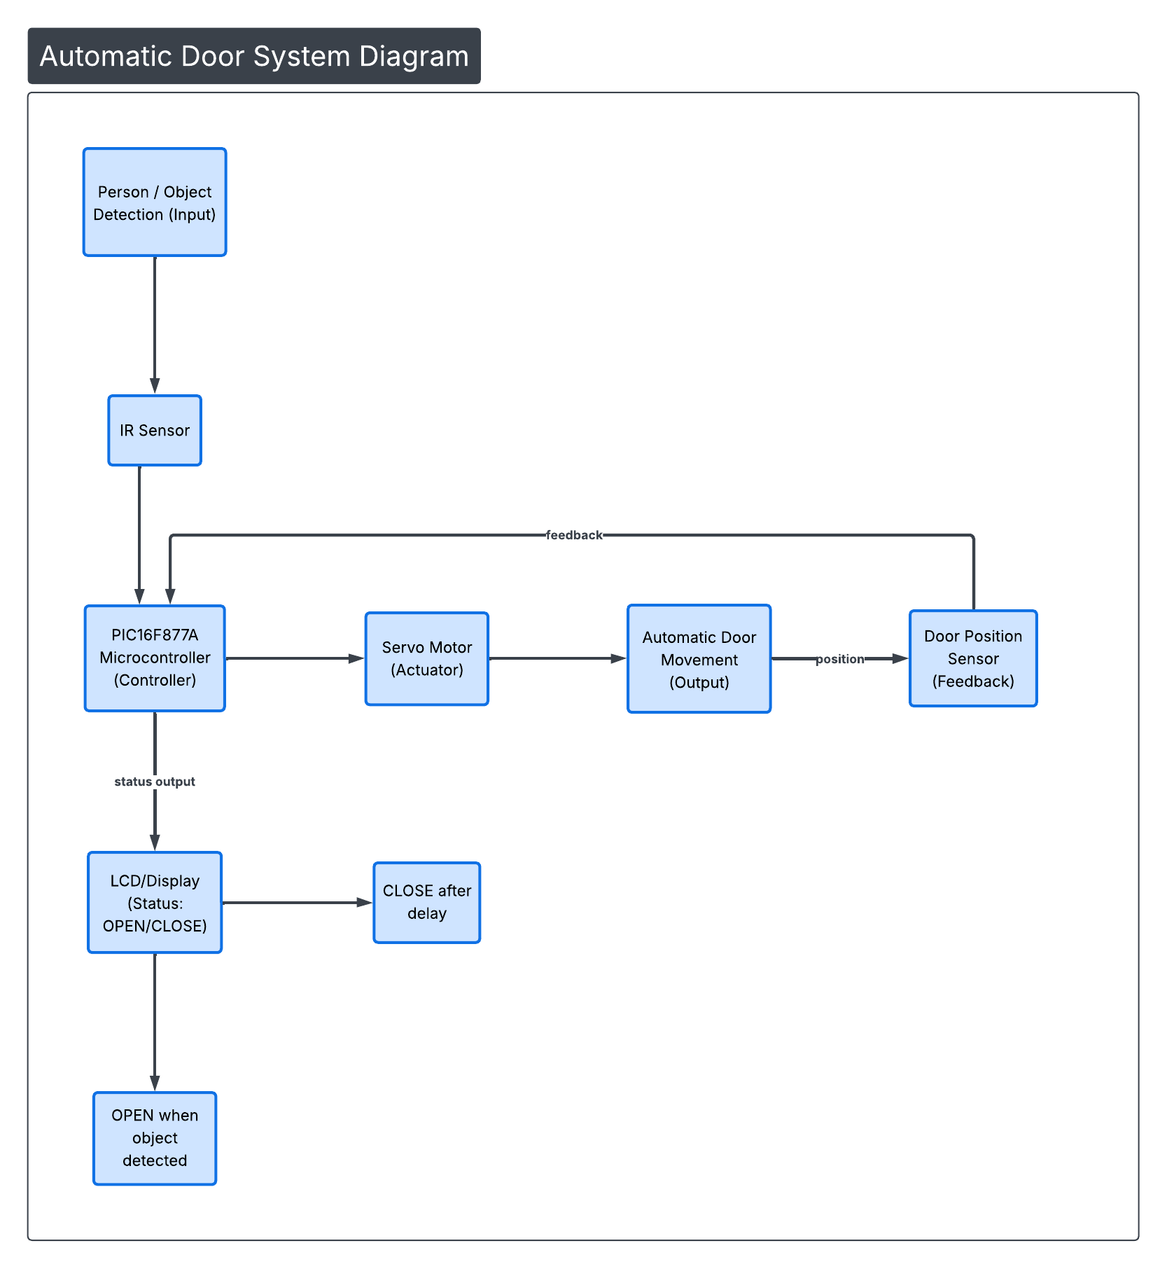 Automatic Door System Diagram
Person / Object
Detection (Input)
IR Sensor
feedback
PIC16F877A
Microcontroller
(Controller)
Servo Motor
(Actuator)
Automatic Door
Movement
(Output)
position
Door Position
Sensor
(Feedback)
status output
LCD/Display
(Status:
OPEN/CLOSE)
CLOSE after
delay
OPEN when
object
detected